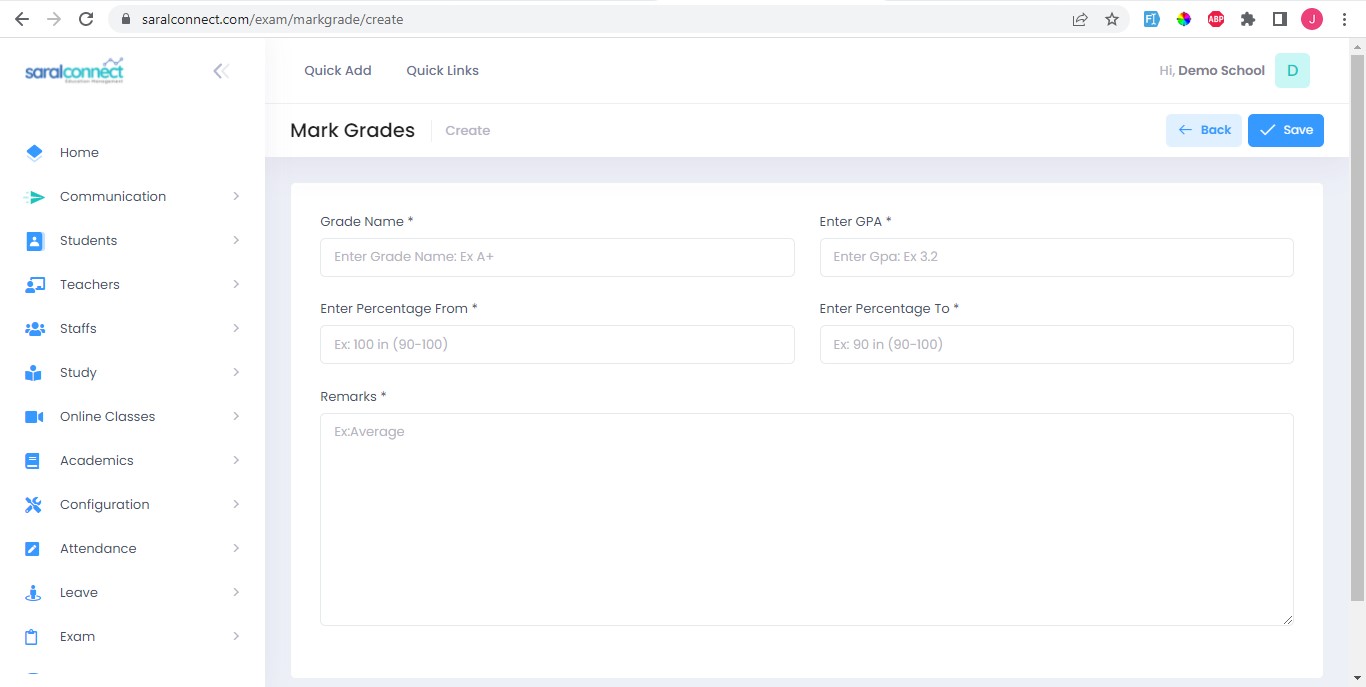 saralconnect.com/exam/markgrade/create
ABP
J
saralconnect
Education Management
Quick Add
Quick Links
Hi, Demo School
D
Mark Grades
Create
Back
Save
Home
Communication
Students
Teachers
Staffs
Study
Online Classes
Academics
Configuration
Attendance
Leave
Exam
Grade Name *
Enter GPA *
Enter Grade Name: Ex A+
Enter Gpa: Ex 3.2
Enter Percentage From *
Enter Percentage To *
Ex: 100 in (90-100)
Ex: 90 in (90-100)
Remarks *
Ex:Average